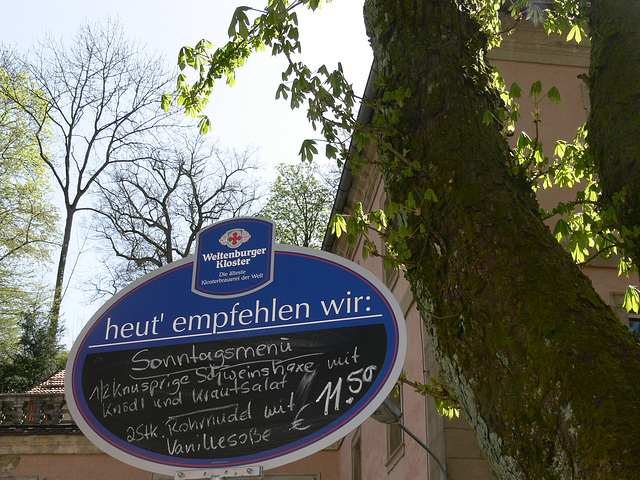 Weltenburger
Kloster
Die älteste
Klosterbrauerei der Welt
heut' empfehlen wir:
Sonntagsmenü
1/2 Knusprige Schweinshaxe mit
Knödl und Krautsalat
2Stk. Rohrnudl mit
Vanillesoße € 11.50